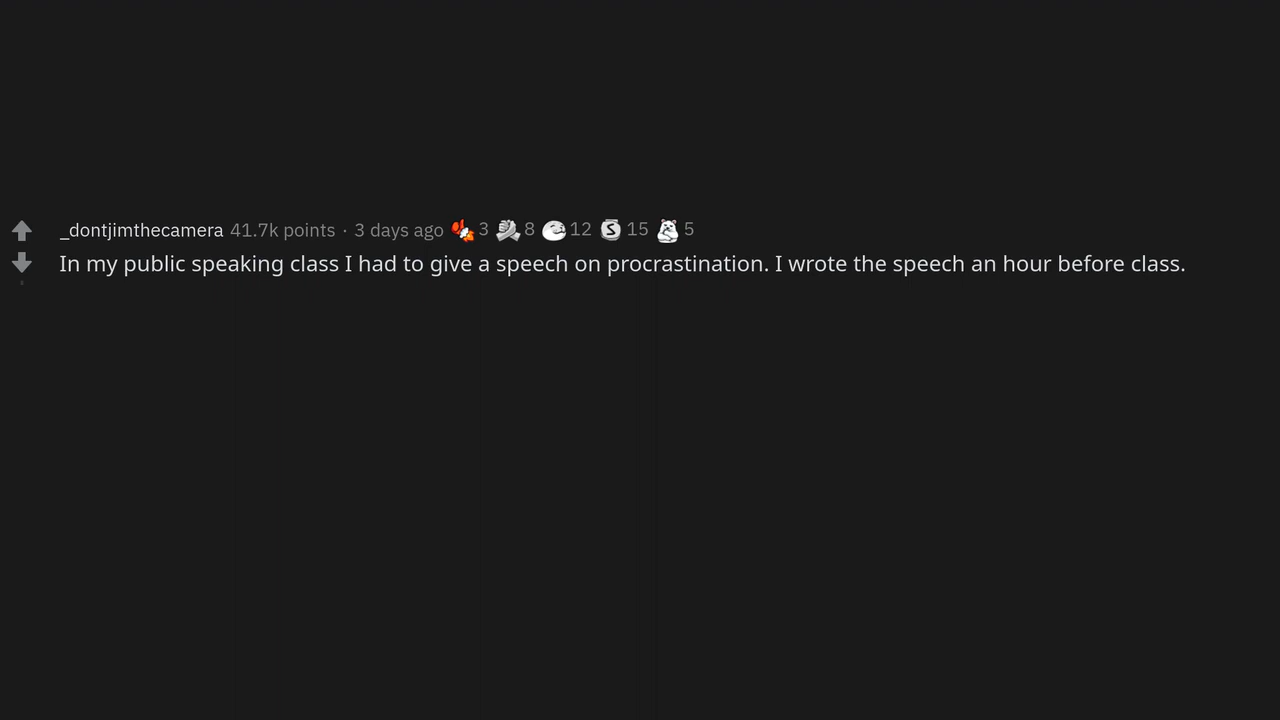 _dontjimthecamera 41.7k points · 3 days ago 3 8 12 S 15 5
In my public speaking class I had to give a speech on procrastination. I wrote the speech an hour before class.